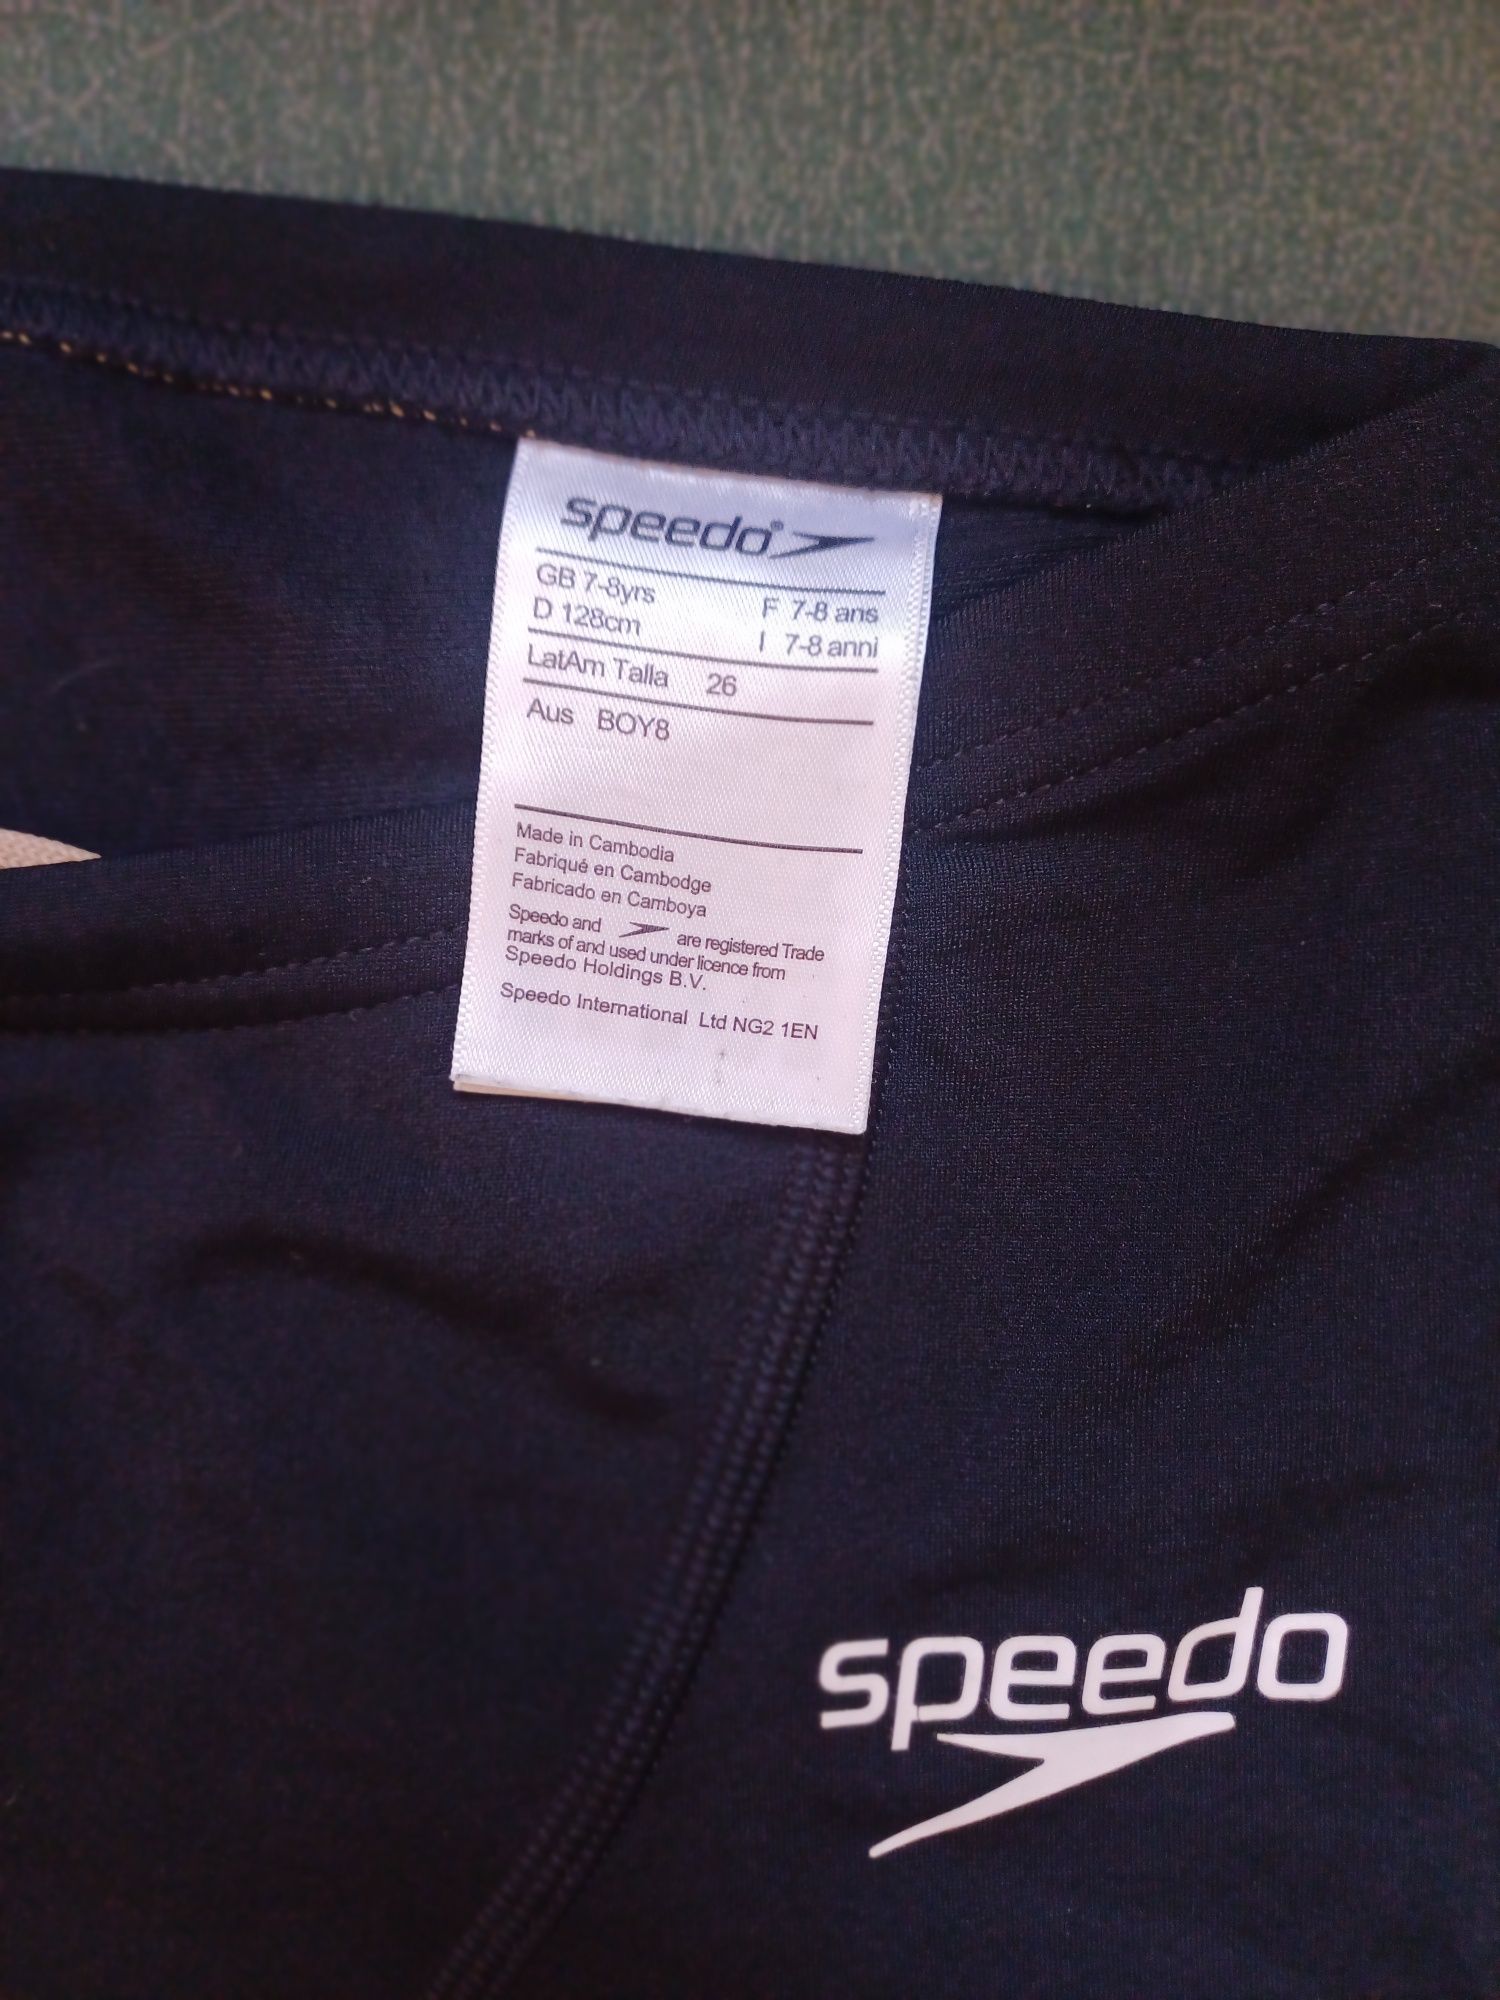 speedo®
GB 7-8yrs F 7-8 ans
D 128cm I 7-8 anni
LatAm Talla 26
Aus BOY8
Made in Cambodia
Fabriqué en Cambodge
Fabricado en Camboya
Speedo and are registered Trade
marks of and used under licence from
Speedo Holdings B.V.
Speedo International Ltd NG2 1EN
speedo